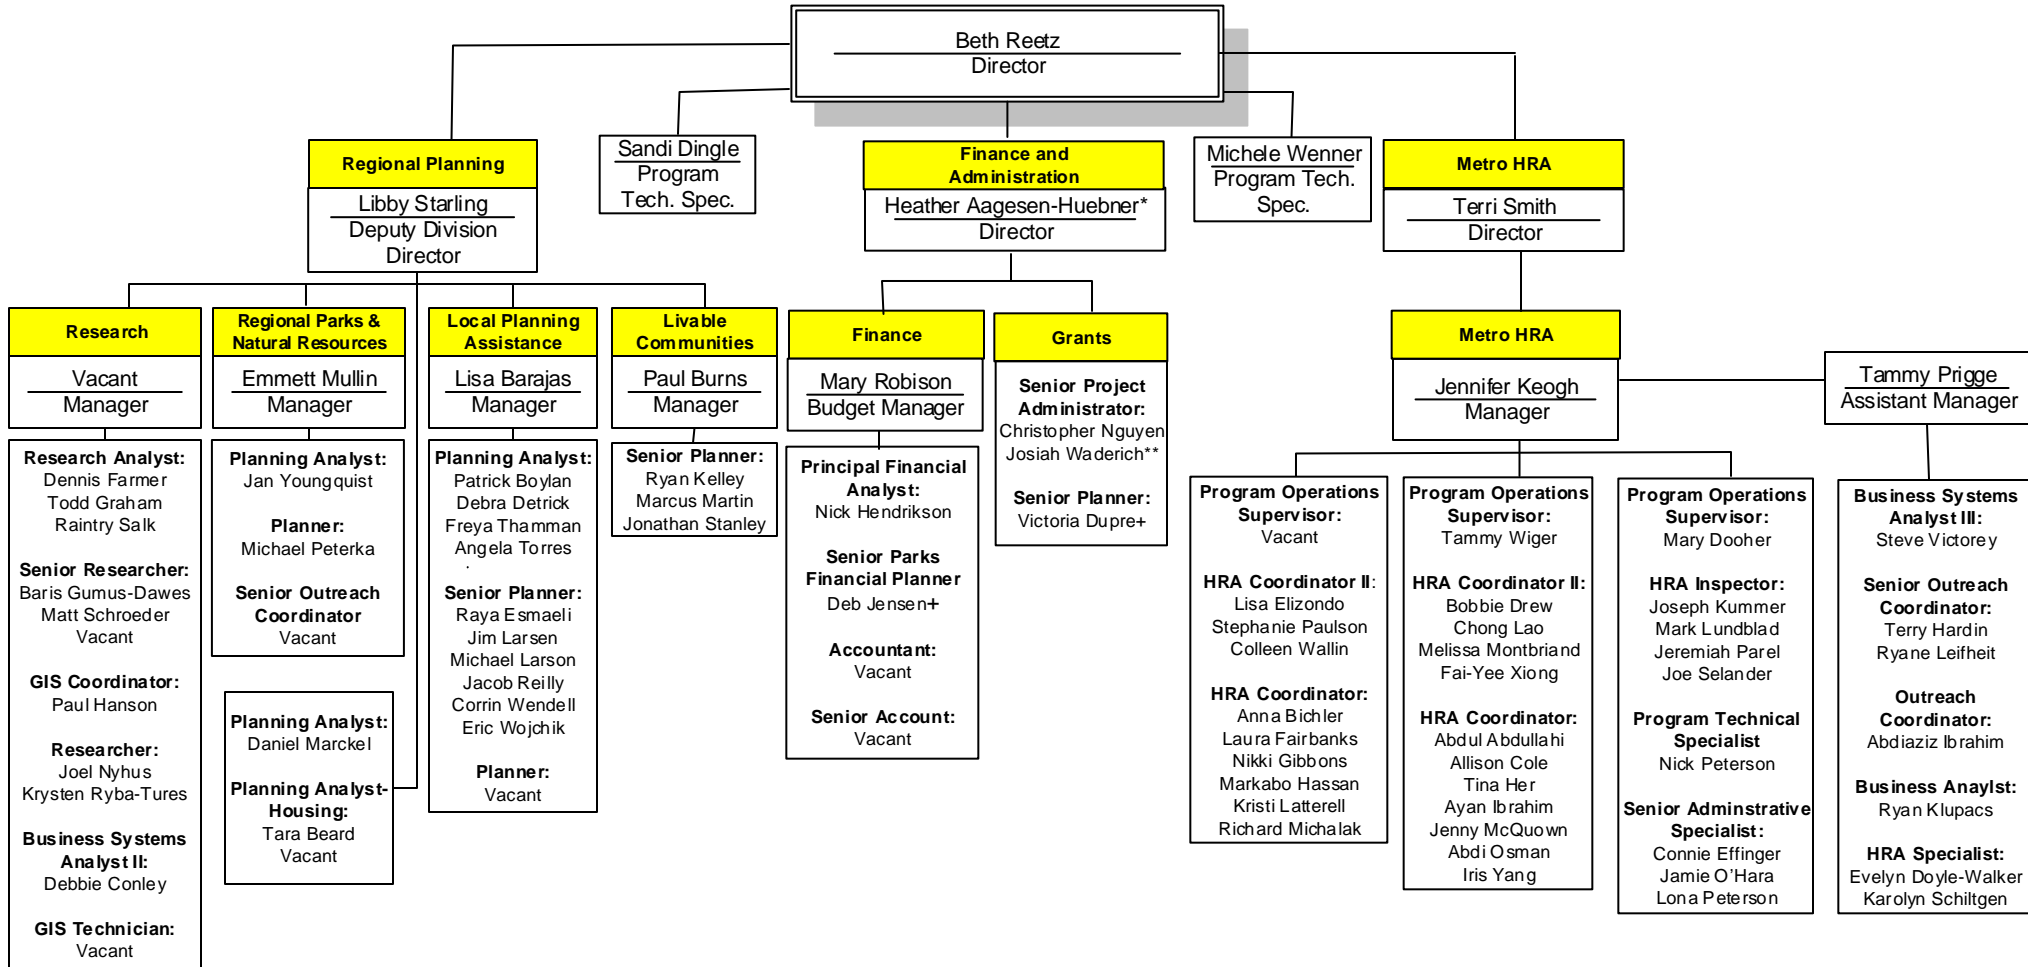 Beth Reetz
Director
Regional Planning
Libby Starling
Deputy Division
Director
Sandi Dingle
Program
Tech. Spec.
Finance and
Administration
Heather Aagesen-Huebner*
Director
Michele Wenner
Program Tech.
Spec.
Metro HRA
Terri Smith
Director
Research
Vacant
Manager
Research Analyst:
Dennis Farmer
Todd Graham
Raintry Salk
Senior Researcher:
Baris Gumus-Dawes
Matt Schroeder
Vacant
GIS Coordinator:
Paul Hanson
Researcher:
Joel Nyhus
Krysten Ryba-Tures
Business Systems
Analyst II:
Debbie Conley
GIS Technician:
Vacant
Regional Parks &
Natural Resources
Emmett Mullin
Manager
Planning Analyst:
Jan Youngquist
Planner:
Michael Peterka
Senior Outreach
Coordinator
Vacant
Planning Analyst:
Daniel Marckel
Planning Analyst-
Housing:
Tara Beard
Vacant
Local Planning
Assistance
Lisa Barajas
Manager
Planning Analyst:
Patrick Boylan
Debra Detrick
Freya Thamman
Angela Torres
.
Senior Planner:
Raya Esmaeli
Jim Larsen
Michael Larson
Jacob Reilly
Corrin Wendell
Eric Wojchik
Planner:
Vacant
Livable
Communities
Paul Burns
Manager
Senior Planner:
Ryan Kelley
Marcus Martin
Jonathan Stanley
Finance
Mary Robison
Budget Manager
Principal Financial
Analyst:
Nick Hendrikson
Senior Parks
Financial Planner
Deb Jensen+
Accountant:
Vacant
Senior Account:
Vacant
Grants
Senior Project
Administrator:
Christopher Nguyen
Josiah Waderich**
Senior Planner:
Victoria Dupre+
Metro HRA
Jennifer Keogh
Manager
Tammy Prigge
Assistant Manager
Program Operations
Supervisor:
Vacant
HRA Coordinator II:
Lisa Elizondo
Stephanie Paulson
Colleen Wallin
HRA Coordinator:
Anna Bichler
Laura Fairbanks
Nikki Gibbons
Markabo Hassan
Kristi Latterell
Richard Michalak
Program Operations
Supervisor:
Tammy Wiger
HRA Coordinator II:
Bobbie Drew
Chong Lao
Melissa Montbriand
Fai-Yee Xiong
HRA Coordinator:
Abdul Abdullahi
Allison Cole
Tina Her
Ayan Ibrahim
Jenny McQuown
Abdi Osman
Iris Yang
Program Operations
Supervisor:
Mary Dooher
HRA Inspector:
Joseph Kummer
Mark Lundblad
Jeremiah Parel
Joe Selander
Program Technical
Specialist
Nick Peterson
Senior Adminstrative
Specialist:
Connie Effinger
Jamie O'Hara
Lona Peterson
Business Systems
Analyst III:
Steve Victorey
Senior Outreach
Coordinator:
Terry Hardin
Ryane Leifheit
Outreach
Coordinator:
Abdiaziz Ibrahim
Business Anaylst:
Ryan Klupacs
HRA Specialist:
Evelyn Doyle-Walker
Karolyn Schiltgen